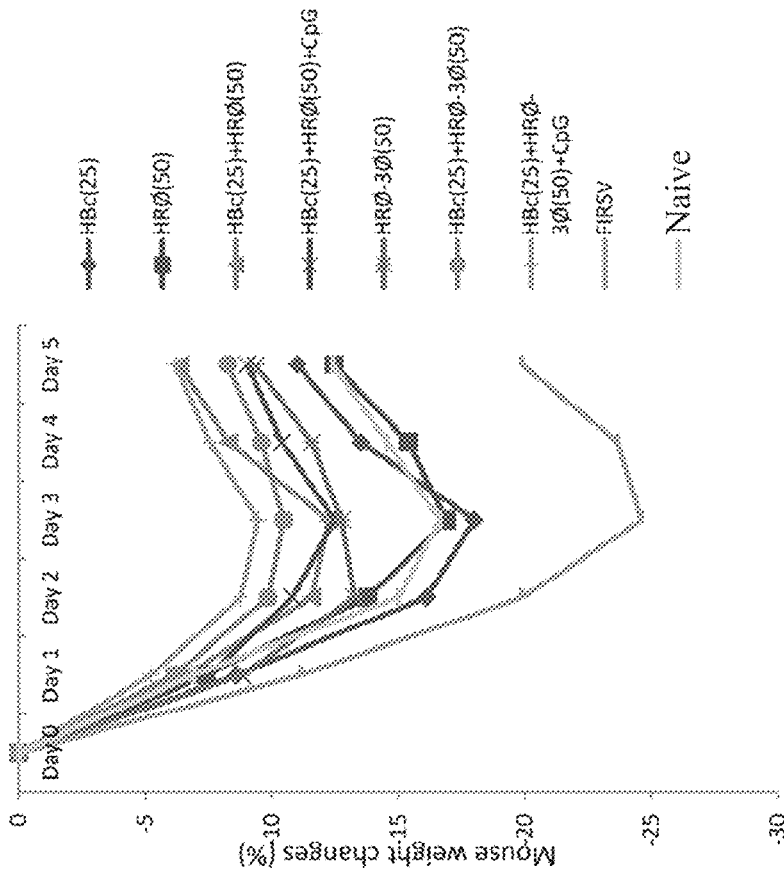 -0
-5
-10
-15
-20
-25
-30
Mouse weight changes (%)
Day 0 Day 1 Day 2 Day 3 Day 4 Day 5
HBc(25)
HRØ(50)
HBc(25)+HRØ(50)
HBc(25)+HRØ(50)+CpG
HRØ-3Ø(50)
HBc(25)+HRØ-3Ø(50)
HBc(25)+HRØ-
3Ø(50)+CpG
FIRSV
Naive